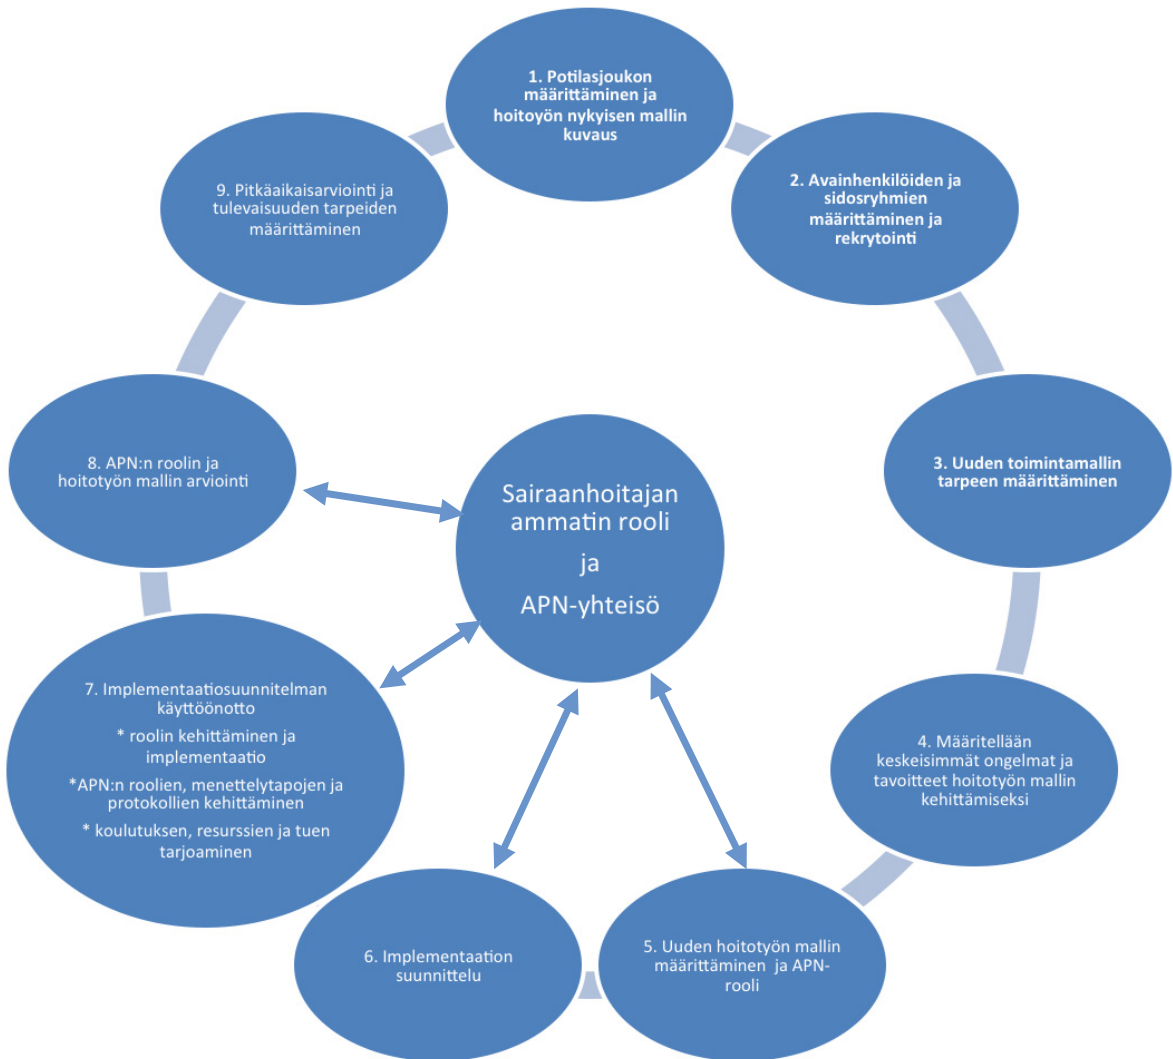 1. Potilasjoukon
määrittäminen ja
hoitoyön nykyisen mallin
kuvaus
2. Avainhenkilöiden ja
sidosryhmien
määrittäminen ja
rekrytointi
3. Uuden toimintamallin
tarpeen määrittäminen
4. Määritellään
keskeisimmät ongelmat ja
tavoitteet hoitotyön mallin
kehittämiseksi
5. Uuden hoitotyön mallin
määrittäminen ja APN-
rooli
6. Implementaation
suunnittelu
7. Implementaatiosuunnitelman
käyttöönotto
* roolin kehittäminen ja
implementaatio
*APN:n roolien, menettelytapojen ja
protokollien kehittäminen
* koulutuksen, resurssien ja tuen
tarjoaminen
8. APN:n roolin ja
hoitotyön mallin arviointi
9. Pitkäaikaisarviointi ja
tulevaisuuden tarpeiden
määrittäminen
Sairaanhoitajan
ammatin rooli
ja
APN-yhteisö